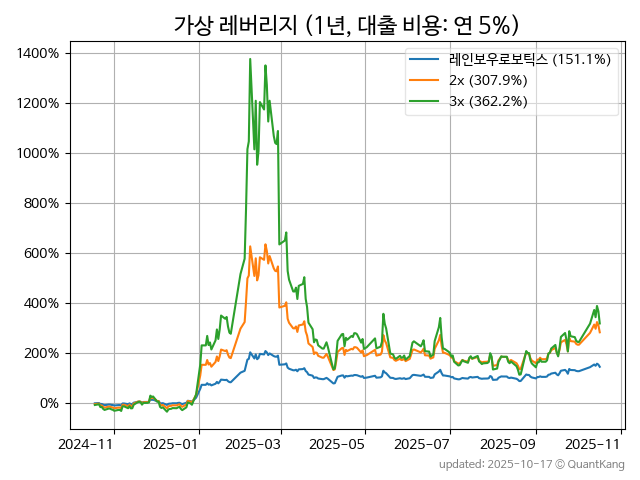 가상 레버리지 (1년, 대출 비용: 연 5%)
레인보우로보틱스 (151.1%)
2x (307.9%)
3x (362.2%)
1400%
1200%
1000%
800%
600%
400%
200%
0%
2024-11 2025-01 2025-03 2025-05 2025-07 2025-09 2025-11
updated: 2025-10-17 © QuantKang